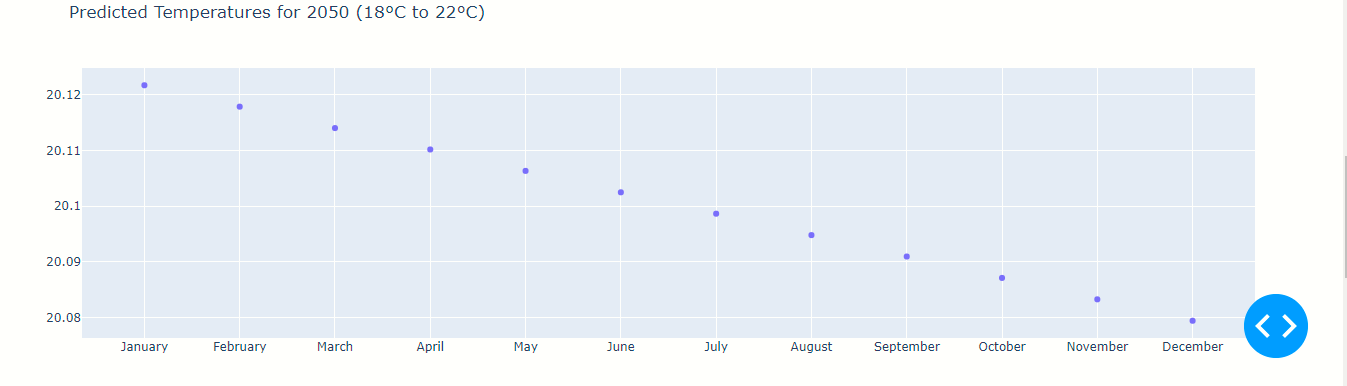 Predicted Temperatures for 2050 (18°C to 22°C)
20.12
20.11
20.1
20.09
20.08
January February March April May June July August September October November December